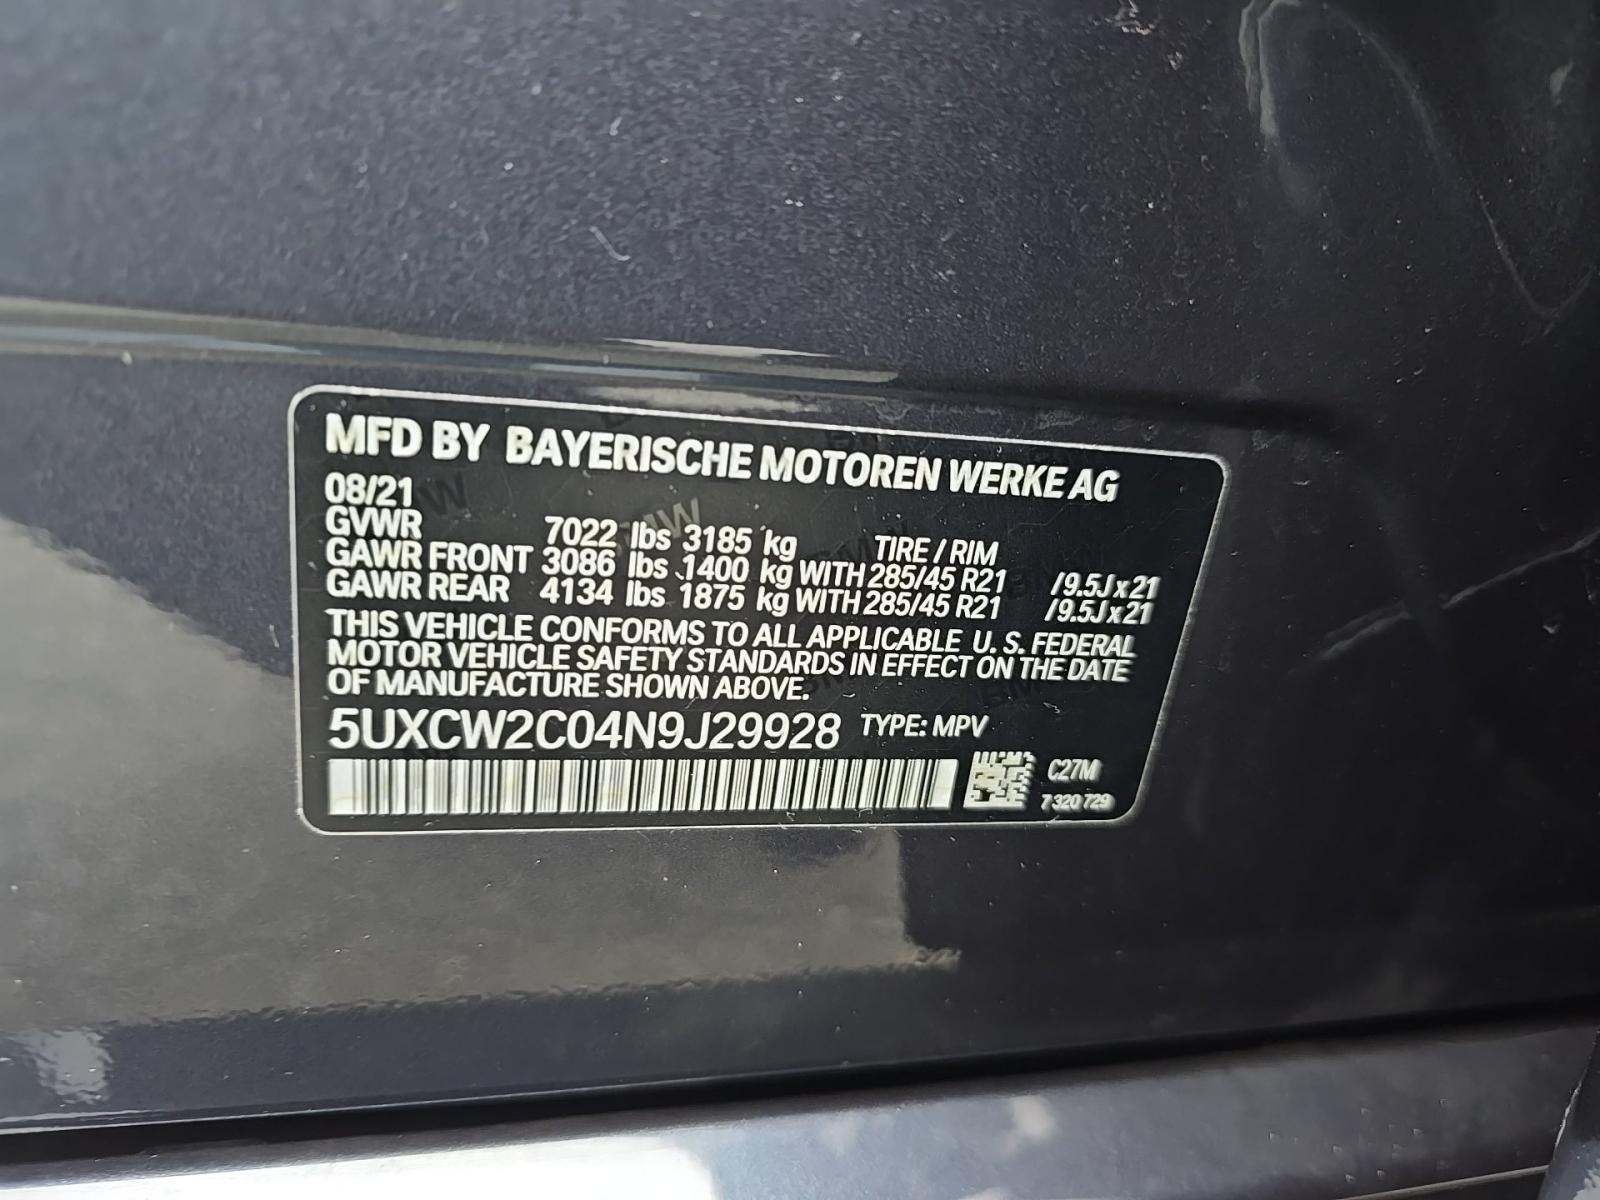 MFD BY BAYERISCHE MOTOREN WERKE AG
08/21
GVWR 7022 lbs 3185 kg TIRE / RIM
GAWR FRONT 3086 lbs 1400 kg WITH 285/45 R21 /9.5J x 21
GAWR REAR 4134 lbs 1875 kg WITH 285/45 R21 /9.5J x 21
THIS VEHICLE CONFORMS TO ALL APPLICABLE U. S. FEDERAL
MOTOR VEHICLE SAFETY STANDARDS IN EFFECT ON THE DATE
OF MANUFACTURE SHOWN ABOVE.
5UXCW2C04N9J29928 TYPE: MPV
C27M
7 320 729